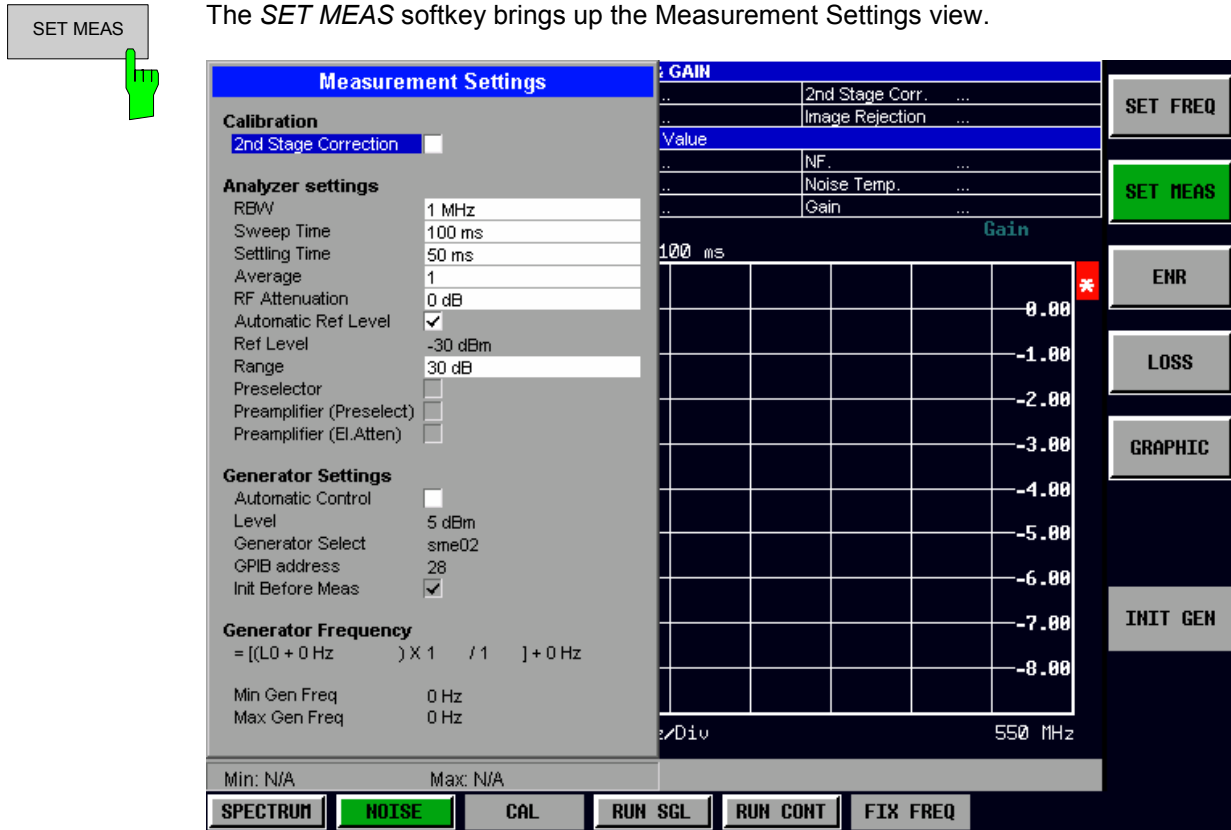 SET MEAS
The SET MEAS softkey brings up the Measurement Settings view.
Measurement Settings
Calibration
2nd Stage Correction
Analyzer settings
RBW 1 MHz
Sweep Time 100 ms
Settling Time 50 ms
Average 1
RF Attenuation 0 dB
Automatic Ref Level
Ref Level -30 dBm
Range 30 dB
Preselector
Preamplifier (Preselect)
Preamplifier (El.Atten)
Generator Settings
Automatic Control
Level 5 dBm
Generator Select sme02
GPIB address 28
Init Before Meas
Generator Frequency
= [(L0 + 0 Hz ) X 1 / 1 ] + 0 Hz
Min Gen Freq 0 Hz
Max Gen Freq 0 Hz
Min: N/A Max: N/A
GAIN
.. 2nd Stage Corr. ...
.. Image Rejection ...
Value
.. NF. ...
.. Noise Temp. ...
.. Gain ...
Gain
100 ms
*
0.00
-1.00
-2.00
-3.00
-4.00
-5.00
-6.00
-7.00
-8.00
/Div 550 MHz
SET FREQ
SET MEAS
ENR
LOSS
GRAPHIC
INIT GEN
SPECTRUM NOISE CAL RUN SGL RUN CONT FIX FREQ